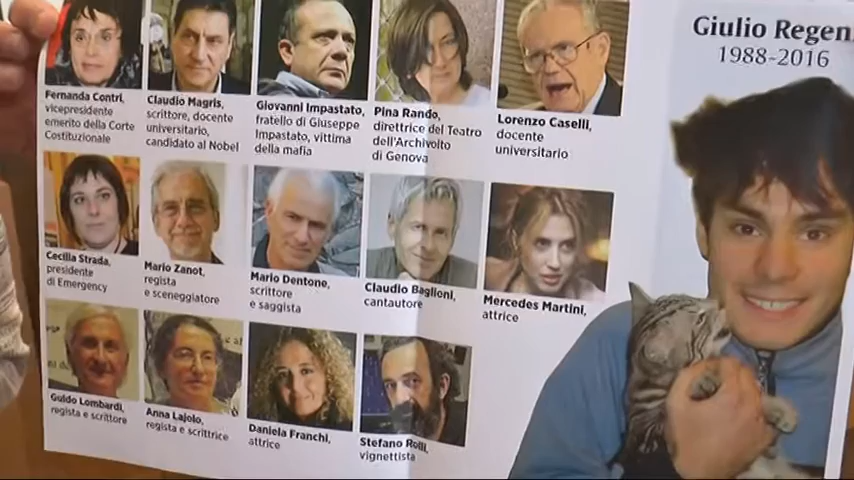 Giulio Regen
1988-2016
Fernanda Contri,
vicepresidente
emerito della Corte
Costituzionale
Claudio Magris,
scrittore, docente
universitario,
candidato al Nobel
Giovanni Impastato,
fratello di Giuseppe
Impastato, vittima
della mafia
Pina Rando,
direttrice del Teatro
dell'Archivolto
di Genova
Lorenzo Caselli,
docente
universitario
Cecilia Strada,
presidente
di Emergency
Mario Zanot,
regista
e sceneggiatore
Mario Dentone,
scrittore
e saggista
Claudio Baglioni,
cantautore
Mercedes Martini,
attrice
Guido Lombardi,
regista e scrittore
Anna Lajolo,
regista e scrittrice
Daniela Franchi,
attrice
Stefano Rolli,
vignettista